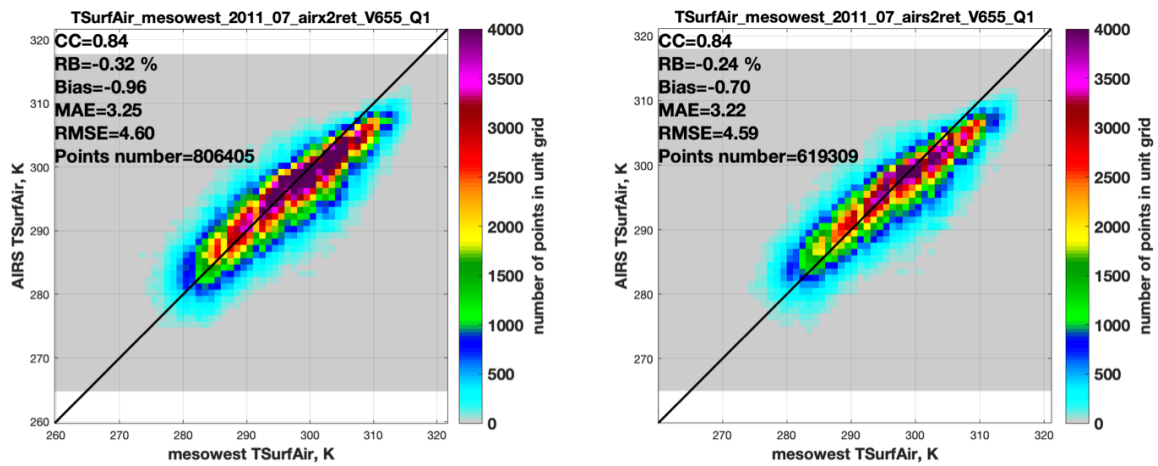 TSurfAir_mesowest_2011_07_airx2ret_V655_Q1
CC=0.84
RB=-0.32 %
Bias=-0.96
MAE=3.25
RMSE=4.60
Points number=806405
320
310
300
290
280
270
260
AIRS TSurfAir, K
260 270 280 290 300 310 320
mesowest TSurfAir, K
4000
3500
3000
2500
2000
1500
1000
500
0
number of points in unit grid
TSurfAir_mesowest_2011_07_airs2ret_V655_Q1
CC=0.84
RB=-0.24 %
Bias=-0.70
MAE=3.22
RMSE=4.59
Points number=619309
320
310
300
290
280
270
AIRS TSurfAir, K
270 280 290 300 310 320
mesowest TSurfAir, K
4000
3500
3000
2500
2000
1500
1000
500
0
number of points in unit grid